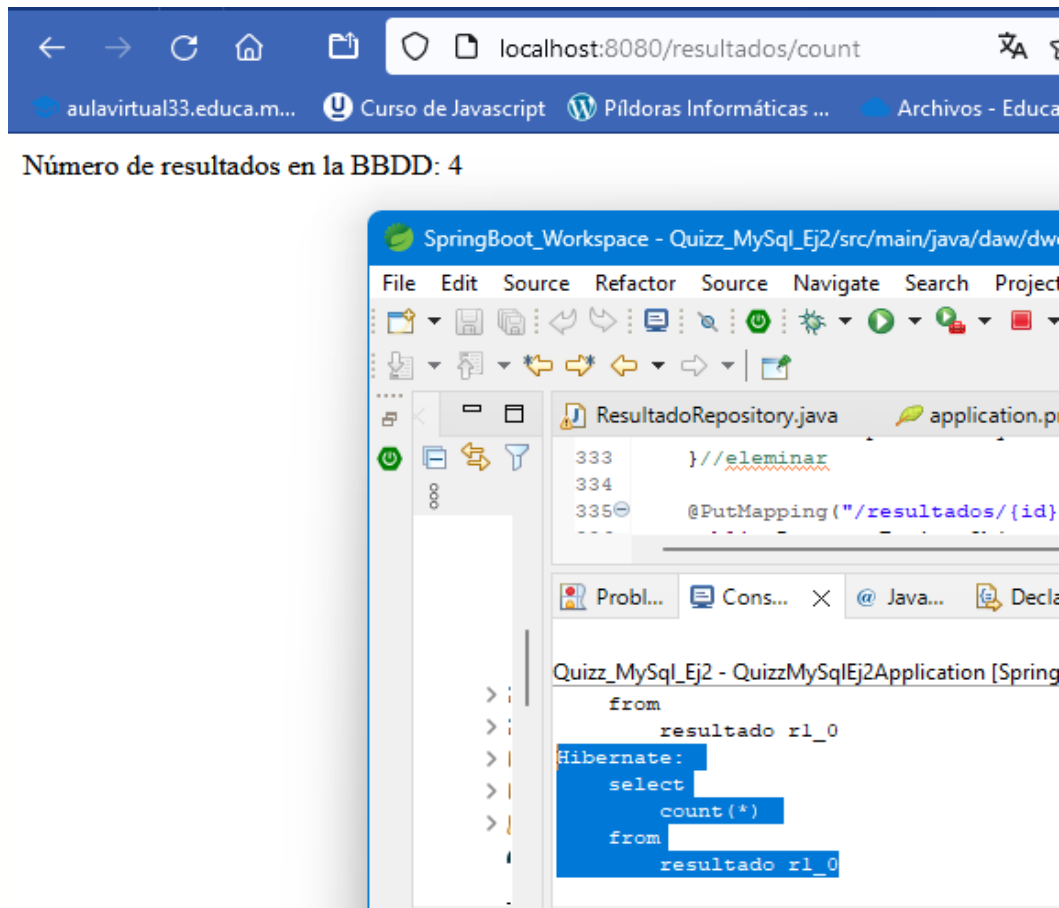 localhost:8080/resultados/count
aulavirtual33.educa.m... Curso de Javascript Píldoras Informáticas ... Archivos - Educa
Número de resultados en la BBDD: 4
SpringBoot_Workspace - Quizz_MySql_Ej2/src/main/java/daw/dw
File Edit Source Refactor Source Navigate Search Project
ResultadoRepository.java application.p
333 }//eleminar
334
335 @PutMapping("/resultados/{id}
Probl... Cons... Java... Decla
Quizz_MySql_Ej2 - QuizzMySqlEj2Application [Spring
from
resultado r1_0
Hibernate:
select
count(*)
from
resultado r1_0